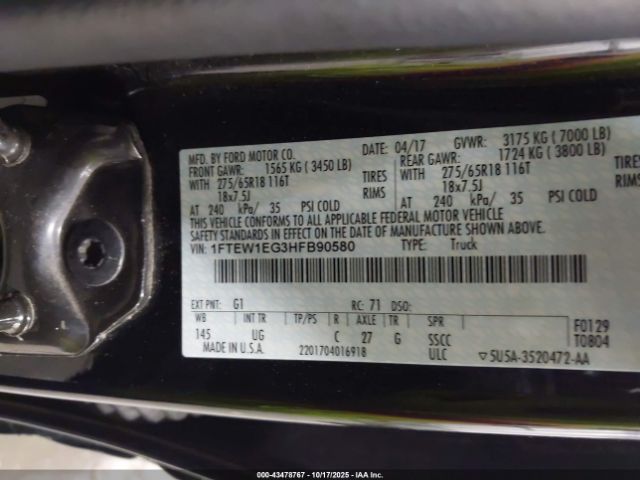 MFD. BY FORD MOTOR CO. DATE: 04/17 GVWR: 3175 KG ( 7000 LB)
FRONT GAWR: 1565 KG ( 3450 LB) REAR GAWR: 1724 KG ( 3800 LB)
WITH 275/65R18 116T TIRES WITH 275/65R18 116T TIRES
18x7.5J RIMS 18x7.5J RIMS
AT 240 kPa/ 35 PSI COLD AT 240 kPa/ 35 PSI COLD
THIS VEHICLE CONFORMS TO ALL APPLICABLE FEDERAL MOTOR VEHICLE
SAFETY STANDARDS IN EFFECT ON THE DATE OF MANUFACTURE SHOWN ABOVE.
VIN: 1FTEW1EG3HFB90580 TYPE: Truck
EXT PNT: G1 RC: 71 DSO:
WB INT TR TP/PS R AXLE TR SPR F0129
145 UG C 27 G SSCC T0804
MADE IN U.S.A. 2201704016918 ULC ▽5U5A-3520472-AA
000-43478767 - 10/17/2025 - IAA Inc.